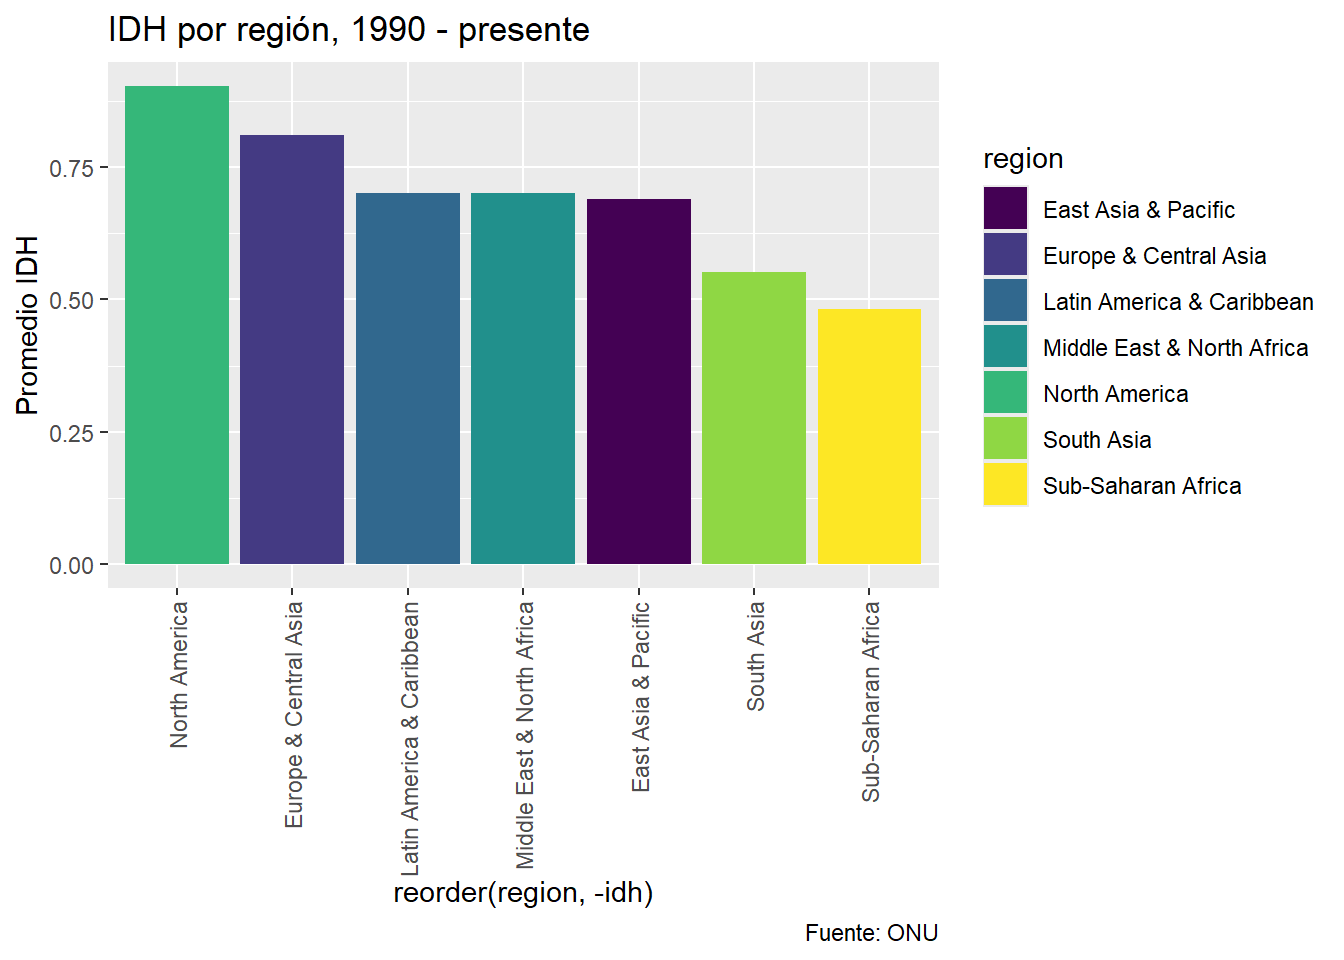 IDH por región, 1990 - presente
Promedio IDH
0.75
0.50
0.25
0.00
North America
Europe & Central Asia
Latin America & Caribbean
Middle East & North Africa
East Asia & Pacific
South Asia
Sub-Saharan Africa
reorder(region, -idh)
region
East Asia & Pacific
Europe & Central Asia
Latin America & Caribbean
Middle East & North Africa
North America
South Asia
Sub-Saharan Africa
Fuente: ONU